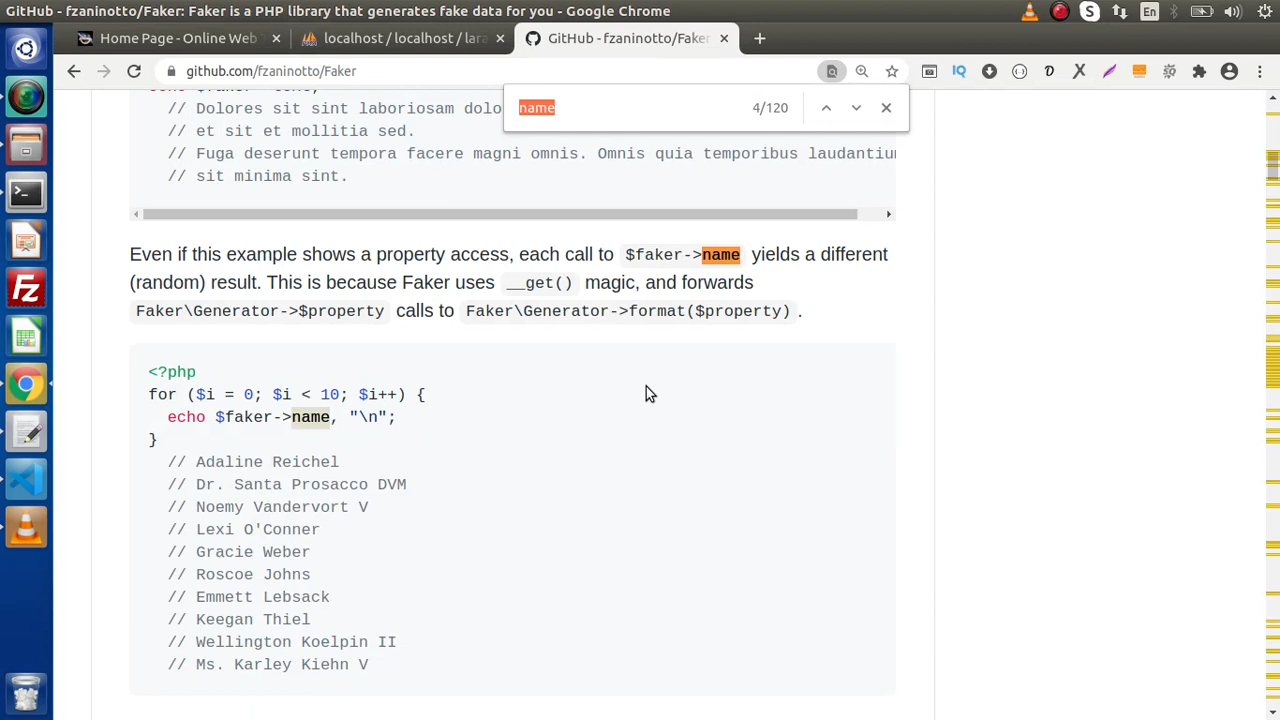 GitHub - fzaninotto/Faker: Faker is a PHP library that generates fake data for you - Google Chrome
En
Home Page - Online Web
localhost / localhost / lara
GitHub - fzaninotto/Faker
github.com/fzaninotto/Faker
name
4/120
// Dolores sit sint laboriosam dolo
// et sit et mollitia sed.
// Fuga deserunt tempora facere magni omnis. Omnis quia temporibus laudantium
// sit minima sint.
Even if this example shows a property access, each call to $faker->name yields a different
(random) result. This is because Faker uses __get() magic, and forwards
Faker\Generator->$property calls to Faker\Generator->format($property).
<?php
for ($i = 0; $i < 10; $i++) {
echo $faker->name, "\n";
}
// Adaline Reichel
// Dr. Santa Prosacco DVM
// Noemy Vandervort V
// Lexi O'Conner
// Gracie Weber
// Roscoe Johns
// Emmett Lebsack
// Keegan Thiel
// Wellington Koelpin II
// Ms. Karley Kiehn V